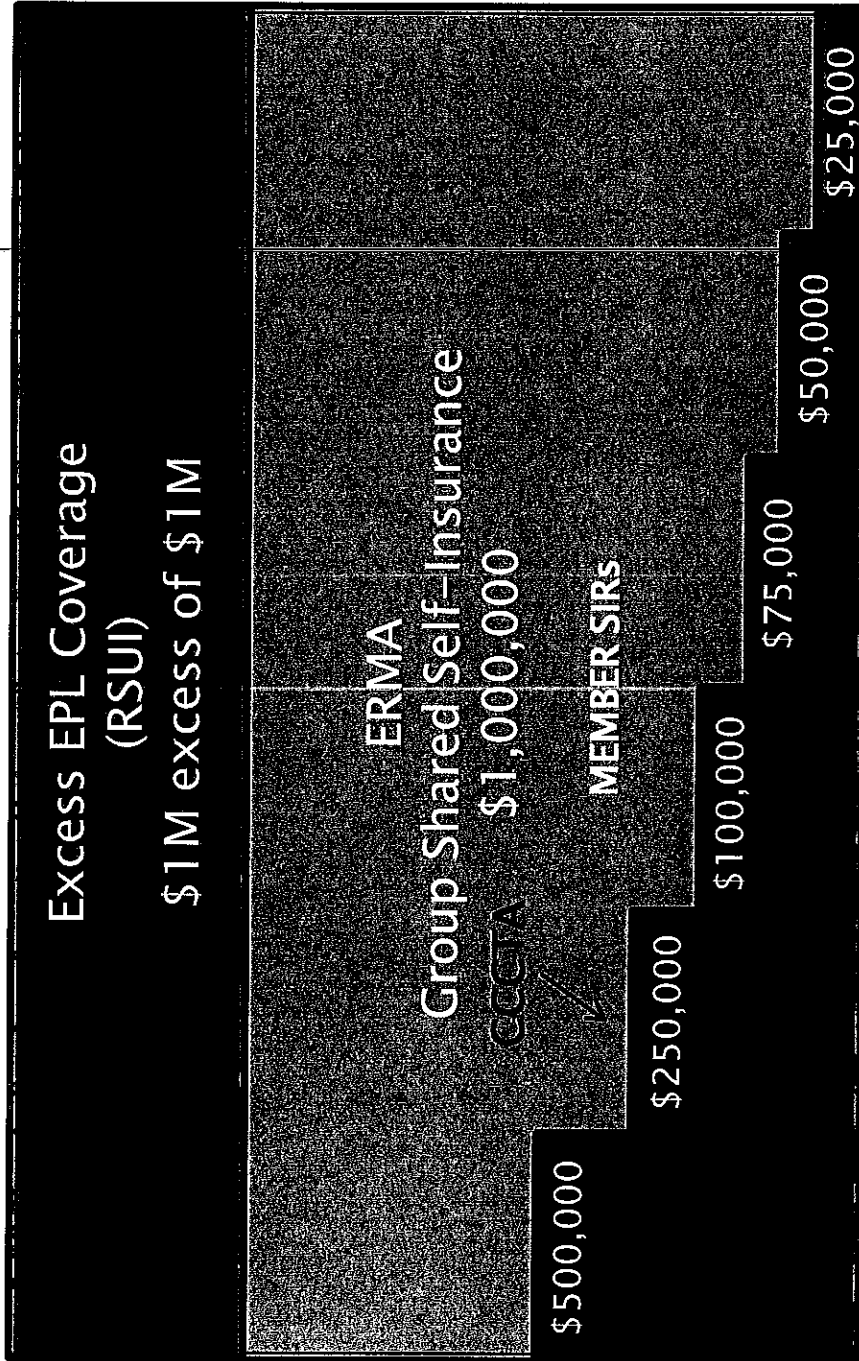 Excess EPL Coverage
(RSUI)
$1M excess of $1M
ERMA
Group Shared Self-Insurance
$1,000,000
CCCTA
MEMBER SIRs
$500,000
$250,000
$100,000
$75,000
$50,000
$25,000